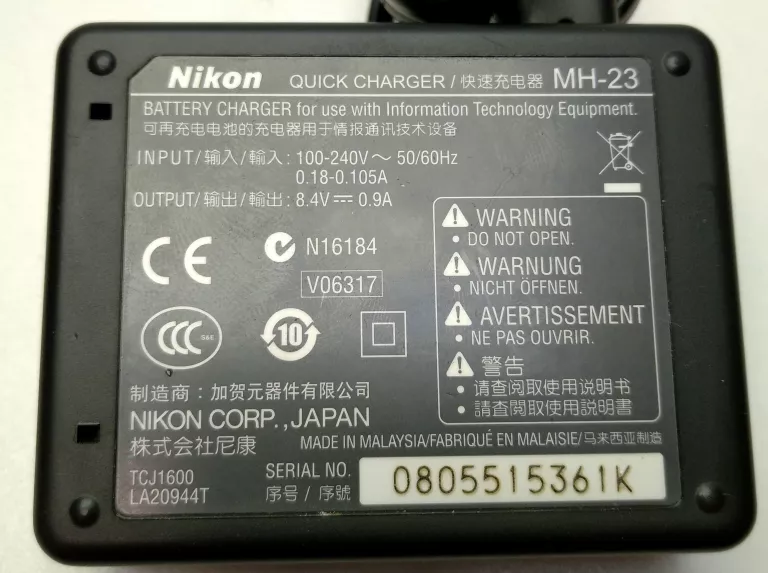 Nikon QUICK CHARGER / 快速充电器 MH-23
BATTERY CHARGER for use with Information Technology Equipment.
可再充电电池的充电器用于情报通讯技术设备
INPUT/输入/輸入: 100-240V～ 50/60Hz
0.18-0.105A
OUTPUT/输出/輸出: 8.4V⎓ 0.9A
CE
N16184
V06317
CCC S&E
10
⚠ WARNING
• DO NOT OPEN.
⚠ WARNUNG
• NICHT ÖFFNEN.
⚠ AVERTISSEMENT
• NE PAS OUVRIR.
⚠ 警告
• 请查阅取使用说明书
• 請查閱取使用説明書
制造商：加贺元器件有限公司
NIKON CORP.,JAPAN
株式会社尼康
MADE IN MALAYSIA/FABRIQUÉ EN MALAISIE/马来西亚制造
TCJ1600
LA20944T
SERIAL NO.
序号 / 序號
0805515361K